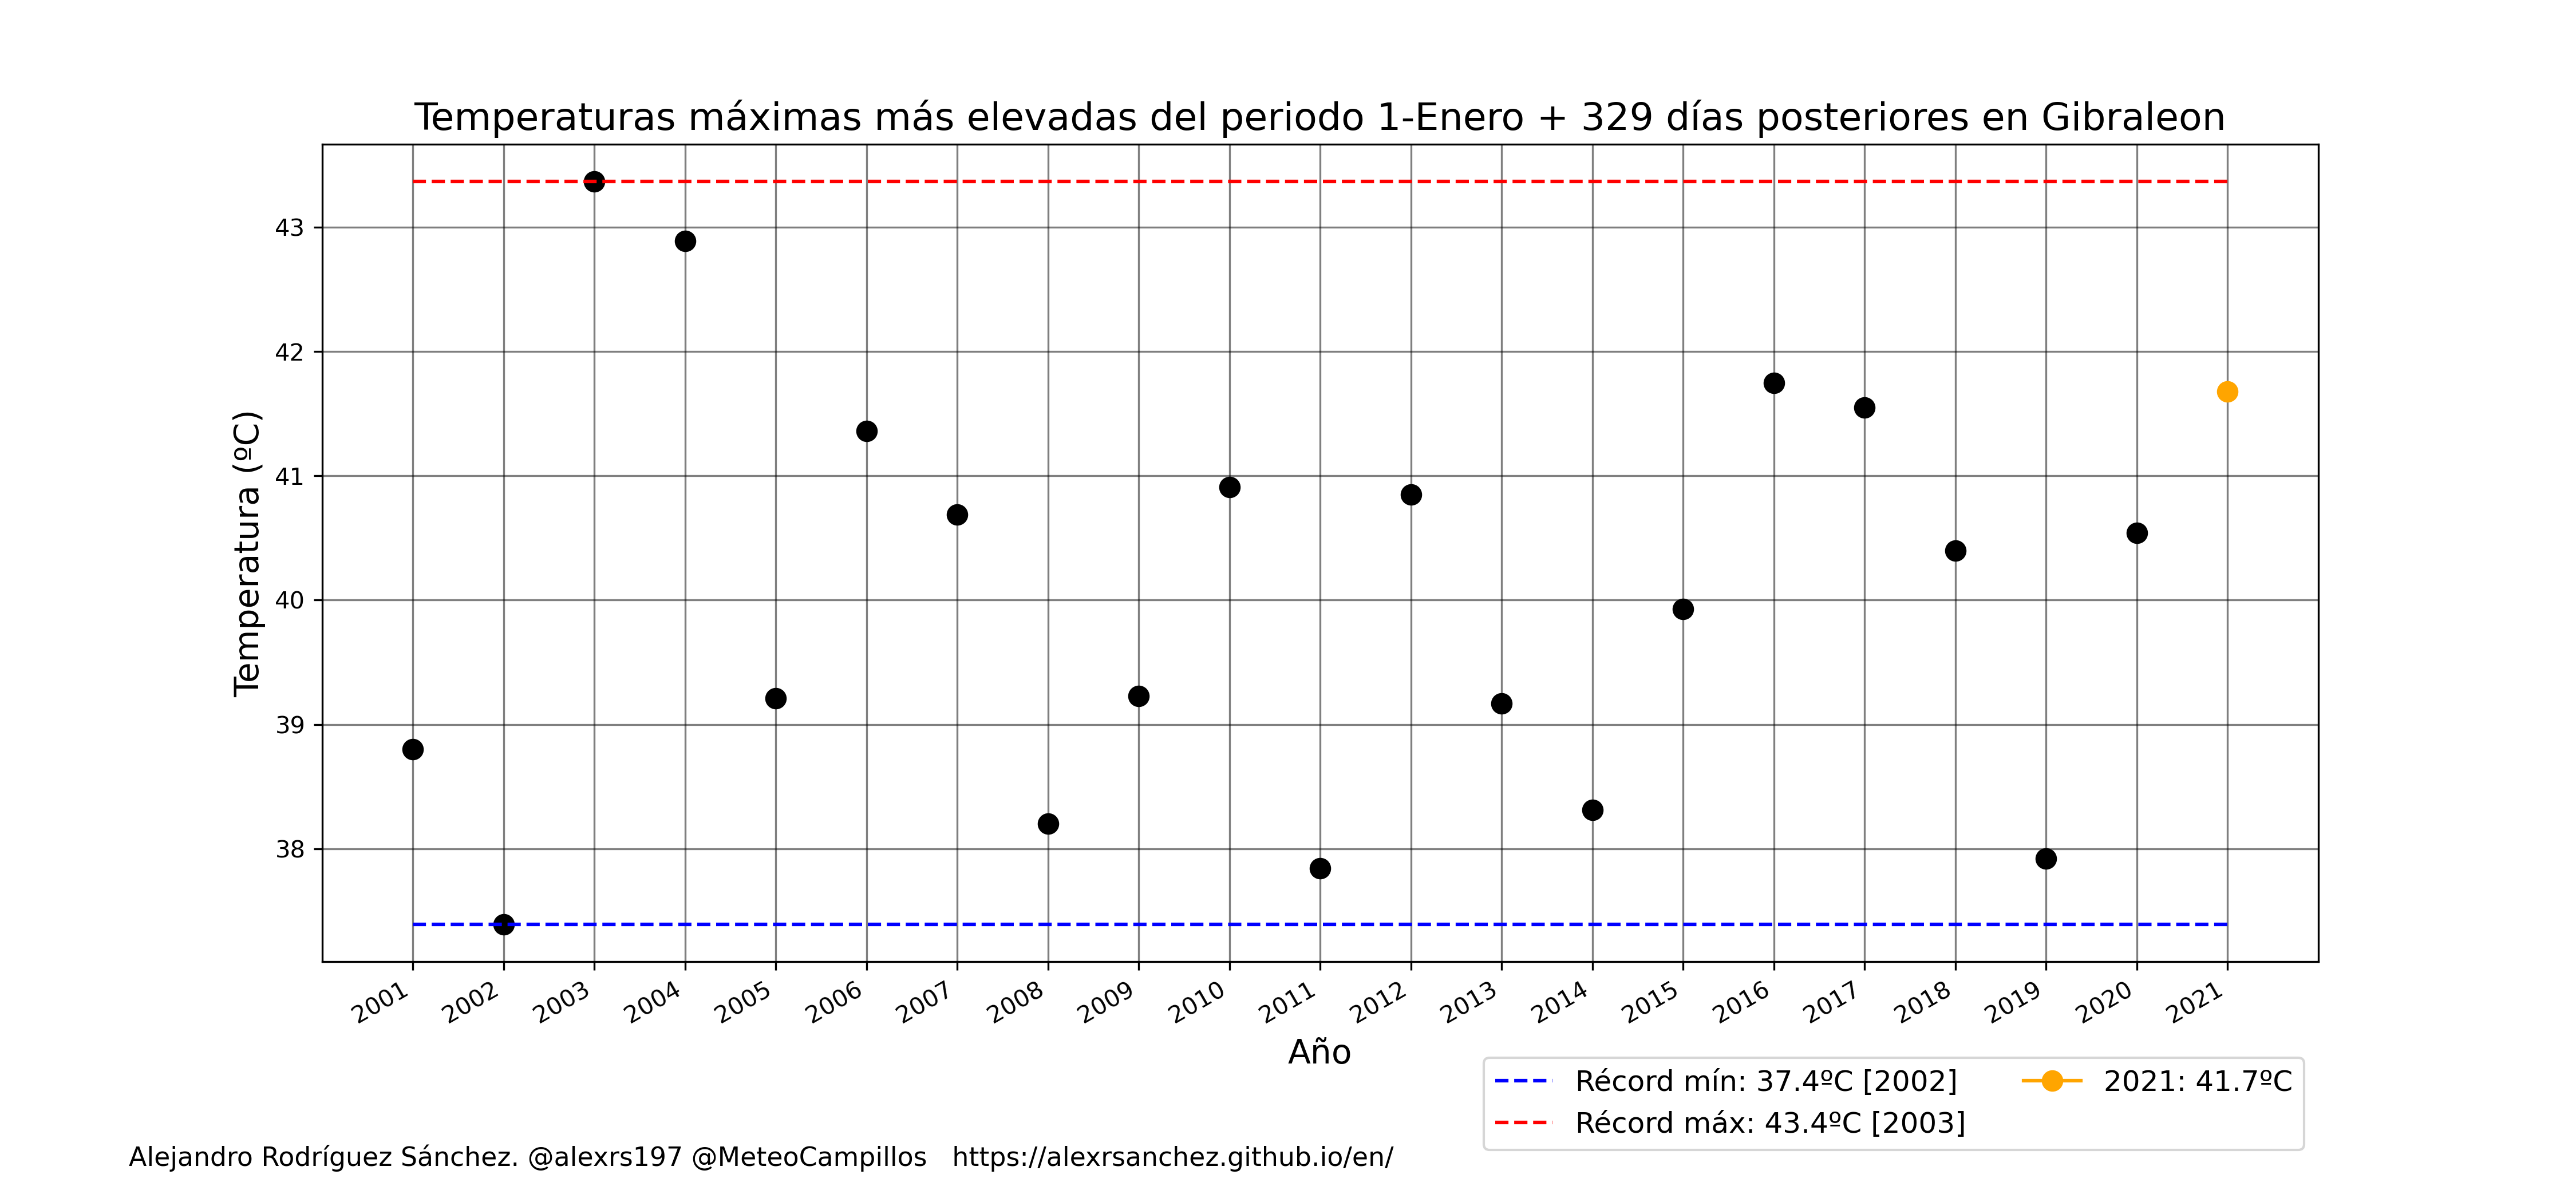 Temperaturas máximas más elevadas del periodo 1-Enero + 329 días posteriores en Gibraleon
Temperatura (ºC)
43
42
41
40
39
38
2001 2002 2003 2004 2005 2006 2007 2008 2009 2010 2011 2012 2013 2014 2015 2016 2017 2018 2019 2020 2021
Año
Récord mín: 37.4ºC [2002]
Récord máx: 43.4ºC [2003]
2021: 41.7ºC
Alejandro Rodríguez Sánchez. @alexrs197 @MeteoCampillos https://alexrsanchez.github.io/en/